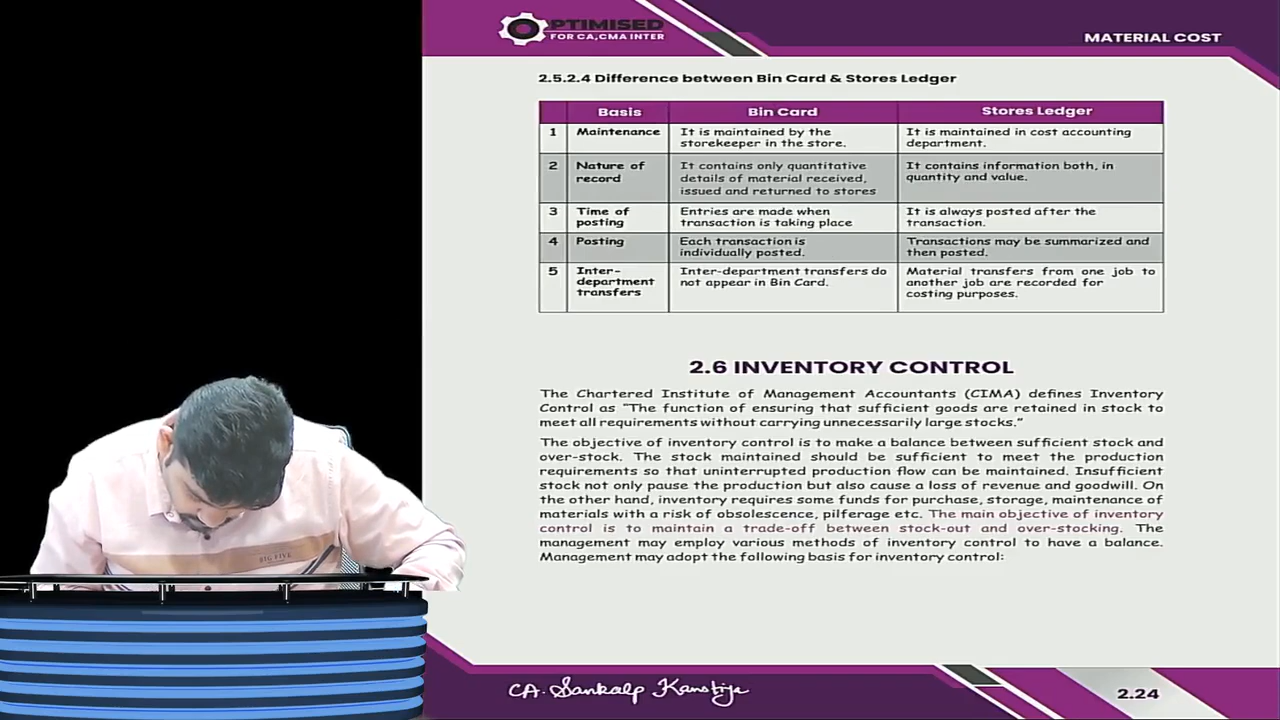 PTIMISED
FOR CA,CMA INTER
MATERIAL COST
2.5.2.4 Difference between Bin Card & Stores Ledger
Basis Bin Card Stores Ledger
1 Maintenance It is maintained by the storekeeper in the store. It is maintained in cost accounting department.
2 Nature of record It contains only quantitative details of material received, issued and returned to stores It contains information both, in quantity and value.
3 Time of posting Entries are made when transaction is taking place It is always posted after the transaction.
4 Posting Each transaction is individually posted. Transactions may be summarized and then posted.
5 Inter-department transfers Inter-department transfers do not appear in Bin Card. Material transfers from one job to another job are recorded for costing purposes.
2.6 INVENTORY CONTROL
The Chartered Institute of Management Accountants (CIMA) defines Inventory
Control as "The function of ensuring that sufficient goods are retained in stock to
meet all requirements without carrying unnecessarily large stocks."
The objective of inventory control is to make a balance between sufficient stock and
over-stock. The stock maintained should be sufficient to meet the production
requirements so that uninterrupted production flow can be maintained. Insufficient
stock not only pause the production but also cause a loss of revenue and goodwill. On
the other hand, inventory requires some funds for purchase, storage, maintenance of
materials with a risk of obsolescence, pilferage etc. The main objective of inventory
control is to maintain a trade-off between stock-out and over-stocking. The
management may employ various methods of inventory control to have a balance.
Management may adopt the following basis for inventory control:
BIG FIVE
CA. Sankalp Kanstiya
2.24